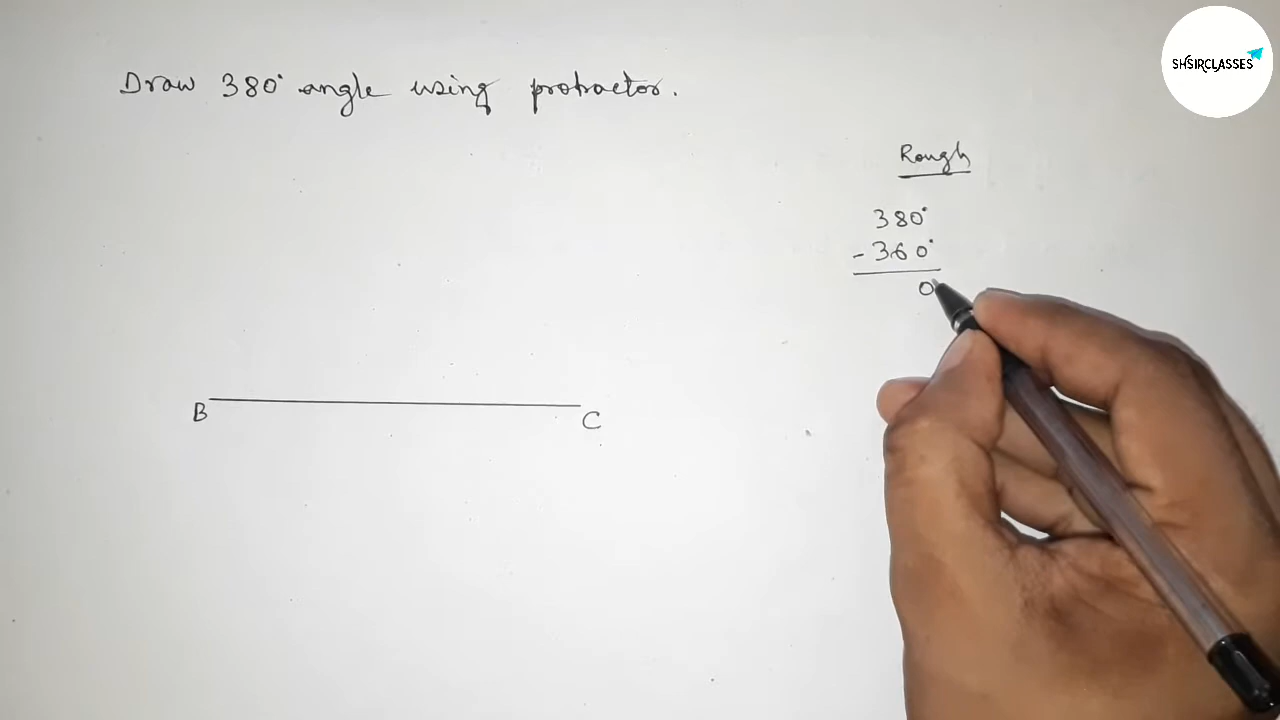 SHSIRCLASSES
Draw 380° angle using protractor.
Rough
380°
- 360°
0
B
C